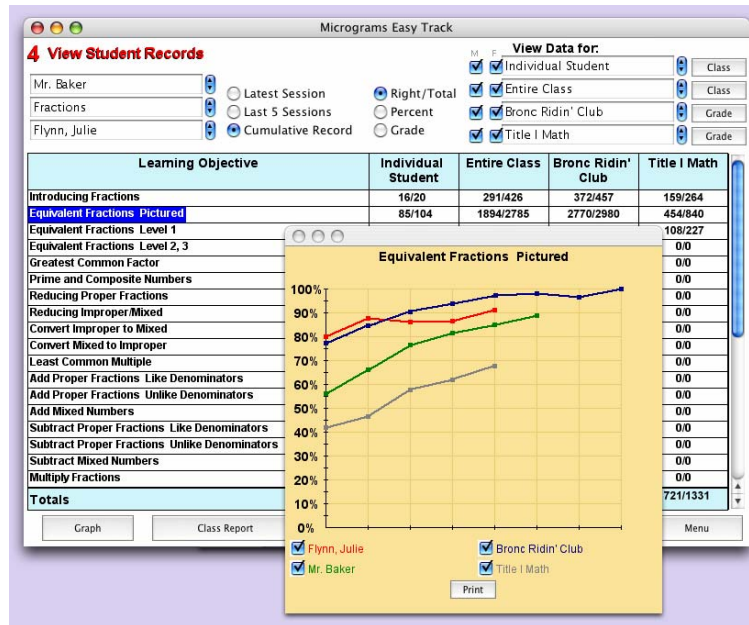 Micrograms Easy Track
4 View Student Records
M F View Data for:
Mr. Baker
Fractions
Flynn, Julie
Latest Session
Last 5 Sessions
Cumulative Record
Right/Total
Percent
Grade
Individual Student Class
Entire Class Class
Bronc Ridin' Club Grade
Title I Math Grade
Learning Objective Individual Student Entire Class Bronc Ridin' Club Title I Math
Introducing Fractions 16/20 291/426 372/457 159/264
Equivalent Fractions Pictured 85/104 1894/2785 2770/2980 454/840
Equivalent Fractions Level 1 108/227
Equivalent Fractions Level 2, 3 0/0
Greatest Common Factor 0/0
Prime and Composite Numbers 0/0
Reducing Proper Fractions 0/0
Reducing Improper/Mixed 0/0
Convert Improper to Mixed 0/0
Convert Mixed to Improper 0/0
Least Common Multiple 0/0
Add Proper Fractions Like Denominators 0/0
Add Proper Fractions Unlike Denominators 0/0
Add Mixed Numbers 0/0
Subtract Proper Fractions Like Denominators 0/0
Subtract Proper Fractions Unlike Denominators 0/0
Subtract Mixed Numbers 0/0
Multiply Fractions 0/0
Totals 721/1331
Graph Class Report Menu
Equivalent Fractions Pictured
100%
90%
80%
70%
60%
50%
40%
30%
20%
10%
0%
Flynn, Julie Bronc Ridin' Club
Mr. Baker Title I Math
Print